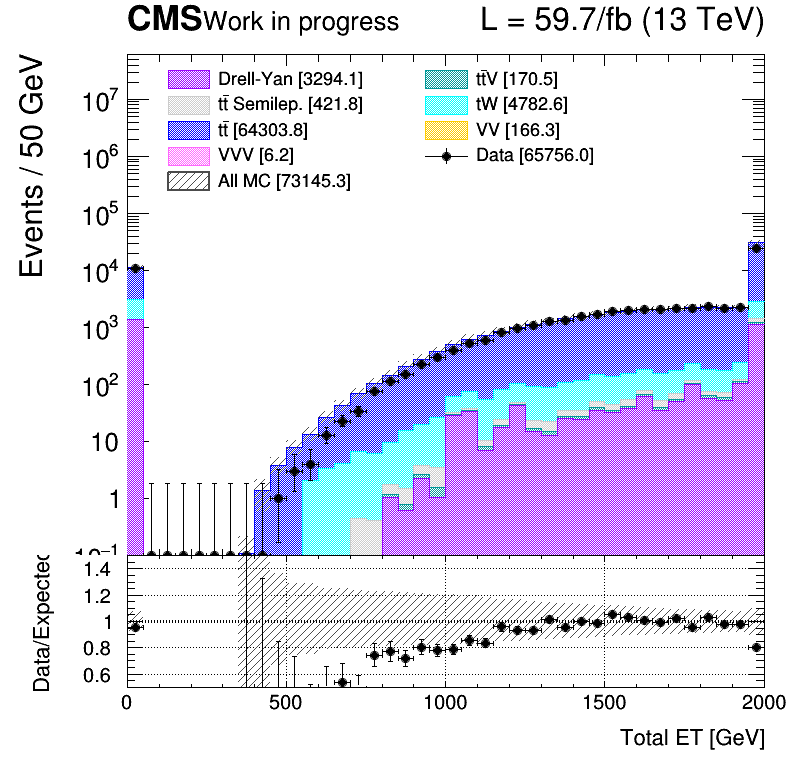 CMS Work in progress L = 59.7/fb (13 TeV)
Events / 50 GeV
Drell-Yan [3294.1] tt̄V [170.5]
tt̄ Semilep. [421.8] tW [4782.6]
tt̄ [64303.8] VV [166.3]
VVV [6.2] Data [65756.0]
All MC [73145.3]
10⁷
10⁶
10⁵
10⁴
10³
10²
10
1
10⁻¹
Data/Expected
1.4
1.2
1
0.8
0.6
0 500 1000 1500 2000
Total ET [GeV]